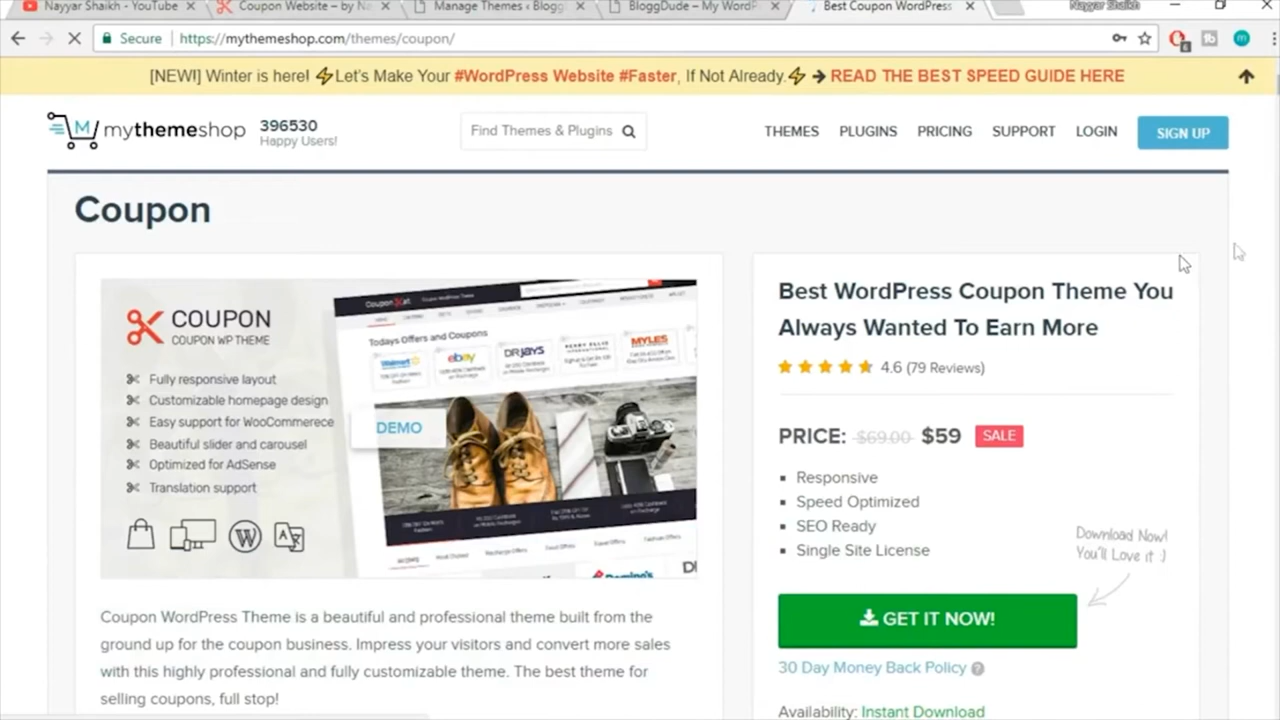 Nayyar Shaikh - YouTube
Coupon Website – by Na
Manage Themes ‹ Blogg
BloggDude – My WordP
Best Coupon WordPress
Nayyar Shaikh
Secure
https://mythemeshop.com/themes/coupon/
[NEW!] Winter is here! ⚡Let's Make Your #WordPress Website #Faster, If Not Already.⚡ ➔ READ THE BEST SPEED GUIDE HERE
mythemeshop
396530
Happy Users!
Find Themes & Plugins
THEMES
PLUGINS
PRICING
SUPPORT
LOGIN
SIGN UP
Coupon
COUPON
COUPON WP THEME
Fully responsive layout
Customizable homepage design
Easy support for WooCommerece
Beautiful slider and carousel
Optimized for AdSense
Translation support
Todays Offers and Coupons
Walmart
ebay
DRJAYS
PERRY ELLIS
MYLES
DEMO
Domino's
Coupon WordPress Theme is a beautiful and professional theme built from the
ground up for the coupon business. Impress your visitors and convert more sales
with this highly professional and fully customizable theme. The best theme for
selling coupons, full stop!
Best WordPress Coupon Theme You
Always Wanted To Earn More
4.6 (79 Reviews)
PRICE: $69.00 $59 SALE
Responsive
Speed Optimized
SEO Ready
Single Site License
Download Now!
You'll Love it :)
GET IT NOW!
30 Day Money Back Policy ?
Availability: Instant Download